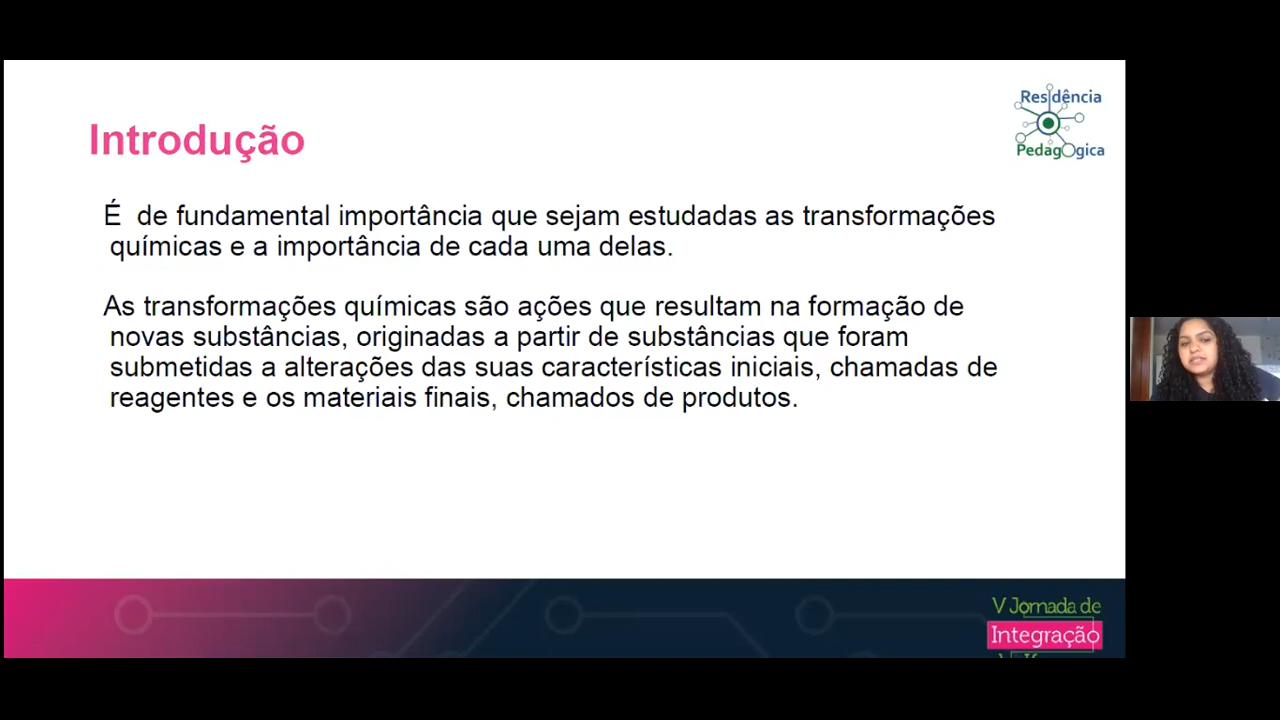 Residência
Pedagógica
Introdução
É de fundamental importância que sejam estudadas as transformações
químicas e a importância de cada uma delas.
As transformações químicas são ações que resultam na formação de
novas substâncias, originadas a partir de substâncias que foram
submetidas a alterações das suas características iniciais, chamadas de
reagentes e os materiais finais, chamados de produtos.
V Jornada de
Integração